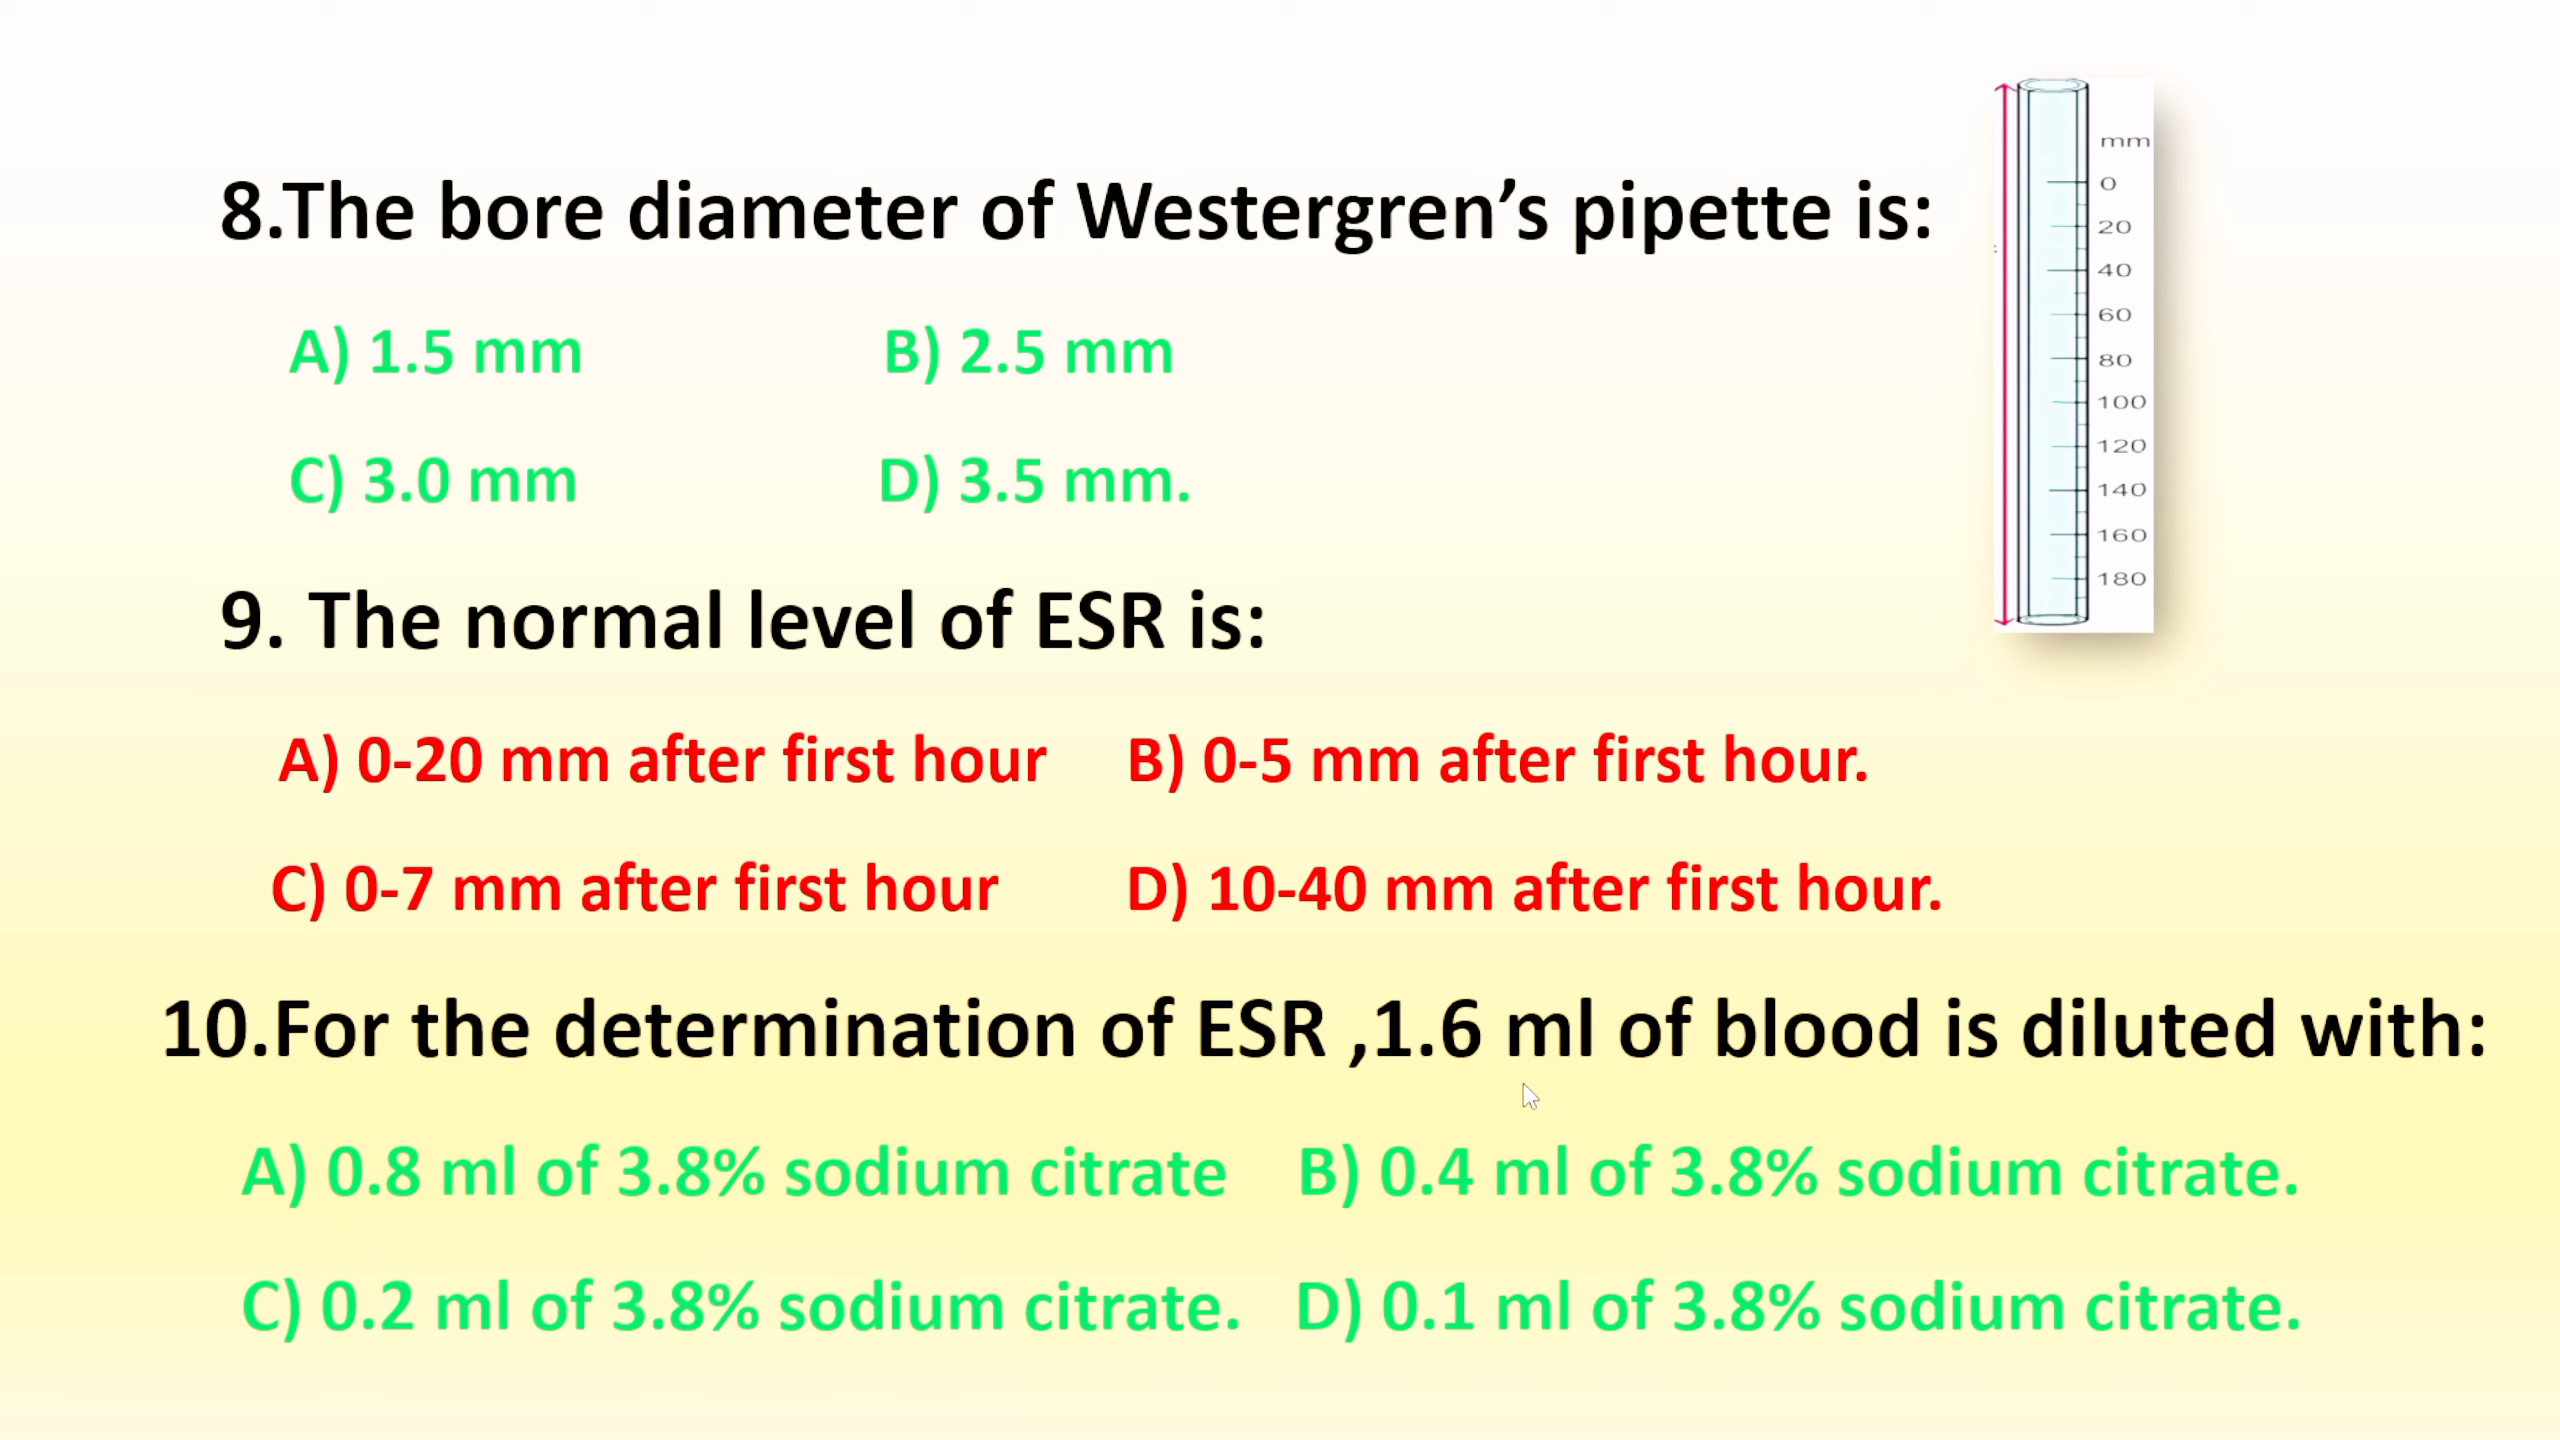 8.The bore diameter of Westergren’s pipette is:
A) 1.5 mm B) 2.5 mm
C) 3.0 mm D) 3.5 mm.
9. The normal level of ESR is:
A) 0-20 mm after first hour B) 0-5 mm after first hour.
C) 0-7 mm after first hour D) 10-40 mm after first hour.
10.For the determination of ESR ,1.6 ml of blood is diluted with:
A) 0.8 ml of 3.8% sodium citrate B) 0.4 ml of 3.8% sodium citrate.
C) 0.2 ml of 3.8% sodium citrate. D) 0.1 ml of 3.8% sodium citrate.
mm
0
20
40
60
80
100
120
140
160
180